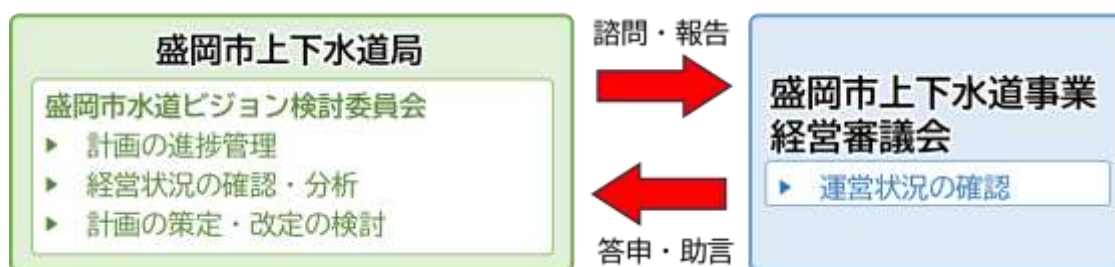 盛岡市上下水道局
盛岡市水道ビジョン検討委員会
▶ 計画の進捗管理
▶ 経営状況の確認・分析
▶ 計画の策定・改定の検討
諮問・報告
答申・助言
盛岡市上下水道事業
経営審議会
▶ 運営状況の確認